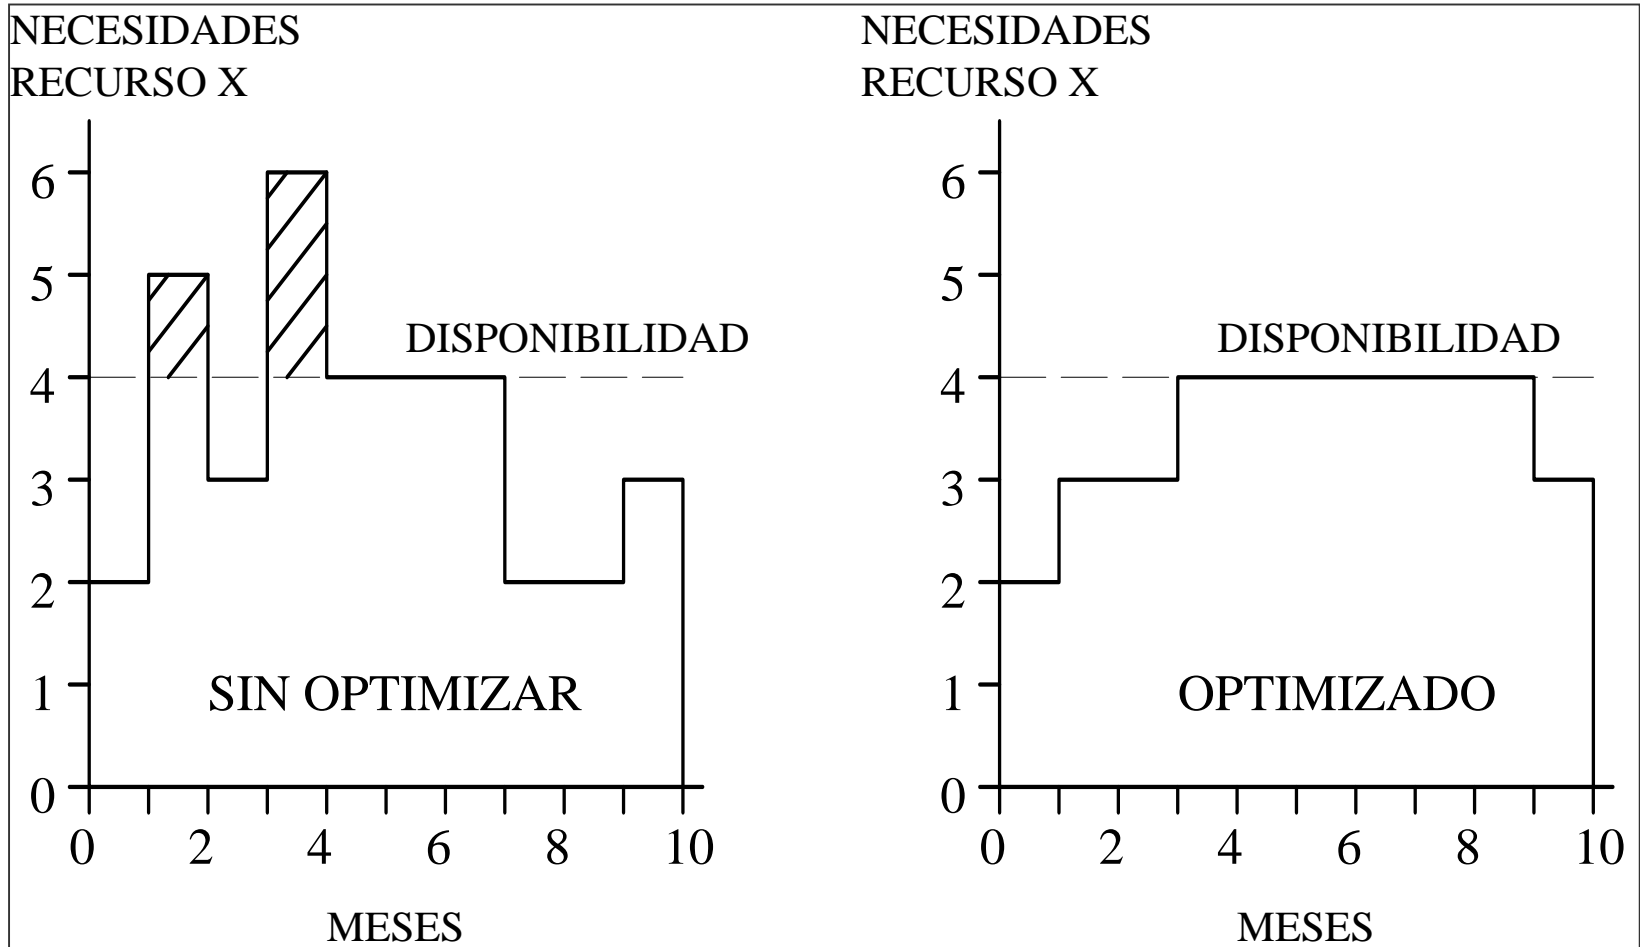 NECESIDADES
RECURSO X
6
5
DISPONIBILIDAD
4
3
2
1
SIN OPTIMIZAR
0
0 2 4 6 8 10
MESES
NECESIDADES
RECURSO X
6
5
DISPONIBILIDAD
4
3
2
1
OPTIMIZADO
0
0 2 4 6 8 10
MESES